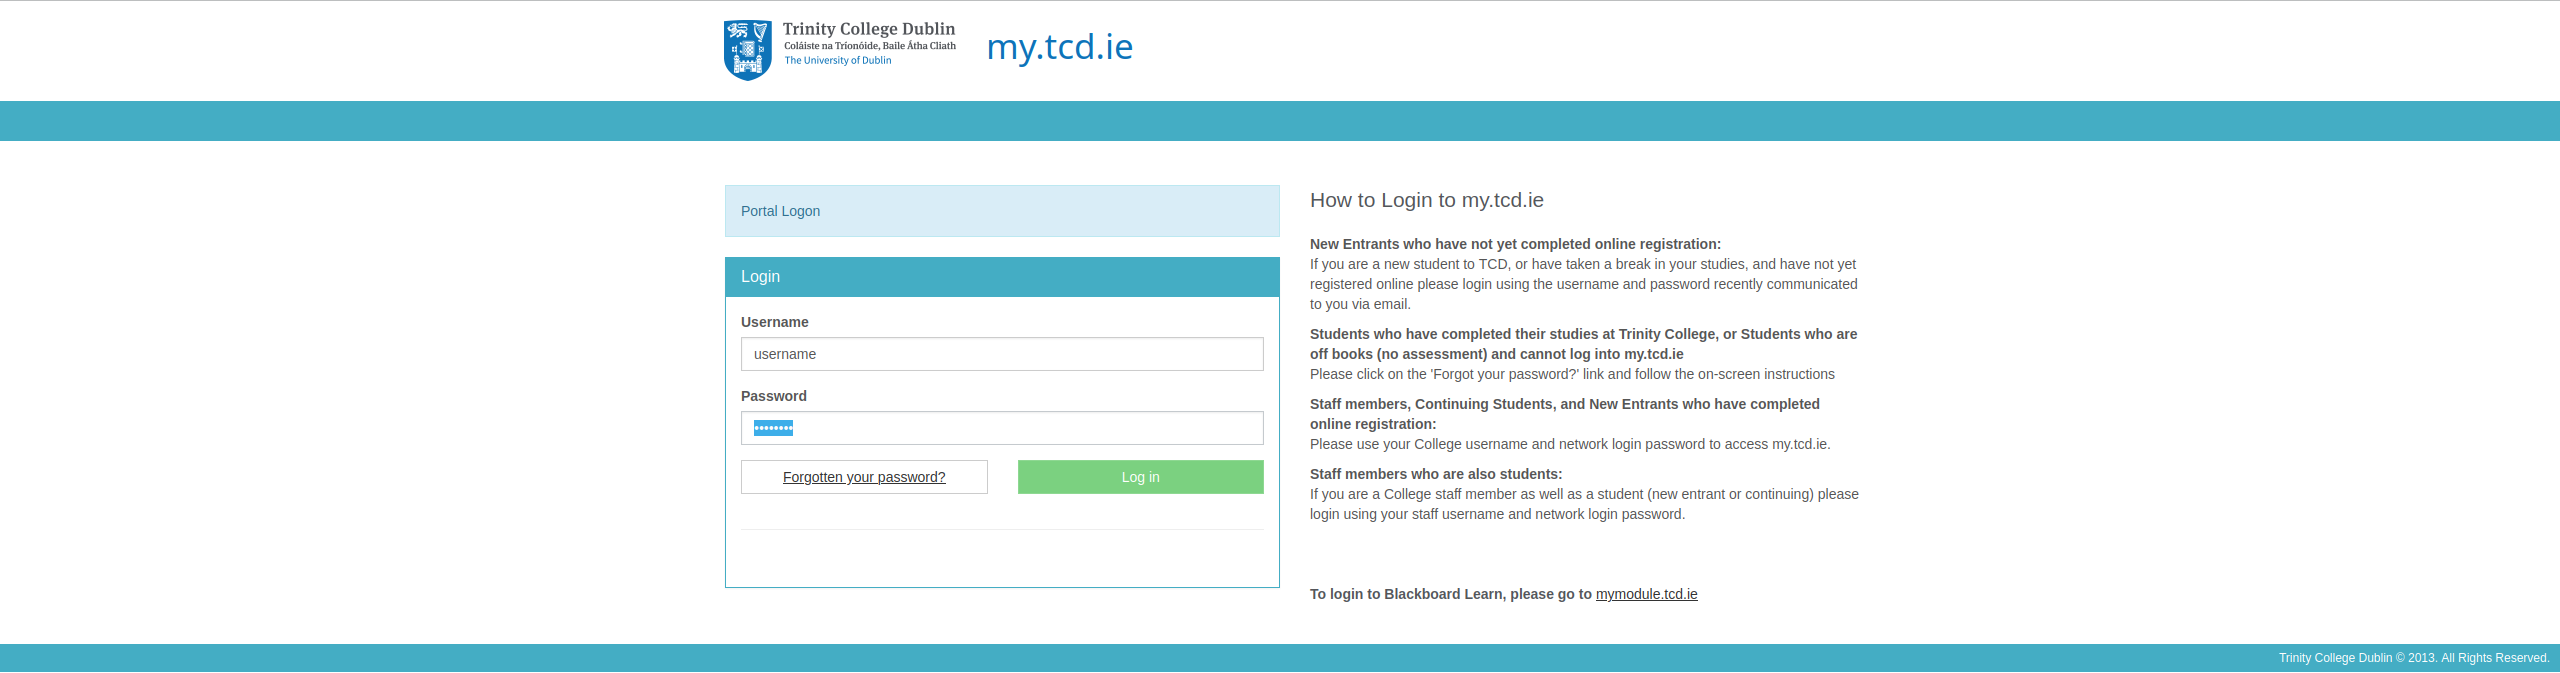 Trinity College Dublin
Coláiste na Tríonóide, Baile Átha Cliath
The University of Dublin
my.tcd.ie
Portal Logon
Login
Username
username
Password
••••••••
Forgotten your password?
Log in
How to Login to my.tcd.ie
New Entrants who have not yet completed online registration:
If you are a new student to TCD, or have taken a break in your studies, and have not yet
registered online please login using the username and password recently communicated
to you via email.
Students who have completed their studies at Trinity College, or Students who are
off books (no assessment) and cannot log into my.tcd.ie
Please click on the 'Forgot your password?' link and follow the on-screen instructions
Staff members, Continuing Students, and New Entrants who have completed
online registration:
Please use your College username and network login password to access my.tcd.ie.
Staff members who are also students:
If you are a College staff member as well as a student (new entrant or continuing) please
login using your staff username and network login password.
To login to Blackboard Learn, please go to mymodule.tcd.ie
Trinity College Dublin © 2013. All Rights Reserved.